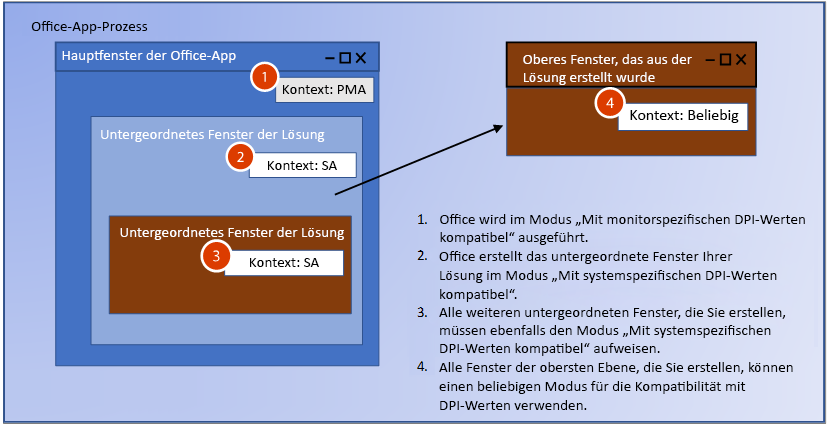 Office-App-Prozess
Hauptfenster der Office-App
1
Kontext: PMA
Untergeordnetes Fenster der Lösung
2
Kontext: SA
Untergeordnetes Fenster der Lösung
3
Kontext: SA
Oberes Fenster, das aus der
Lösung erstellt wurde
4
Kontext: Beliebig
1. Office wird im Modus „Mit monitorspezifischen DPI-Werten
kompatibel“ ausgeführt.
2. Office erstellt das untergeordnete Fenster Ihrer
Lösung im Modus „Mit systemspezifischen DPI-Werten
kompatibel“.
3. Alle weiteren untergeordneten Fenster, die Sie erstellen,
müssen ebenfalls den Modus „Mit systemspezifischen
DPI-Werten kompatibel“ aufweisen.
4. Alle Fenster der obersten Ebene, die Sie erstellen, können
einen beliebigen Modus für die Kompatibilität mit
DPI-Werten verwenden.